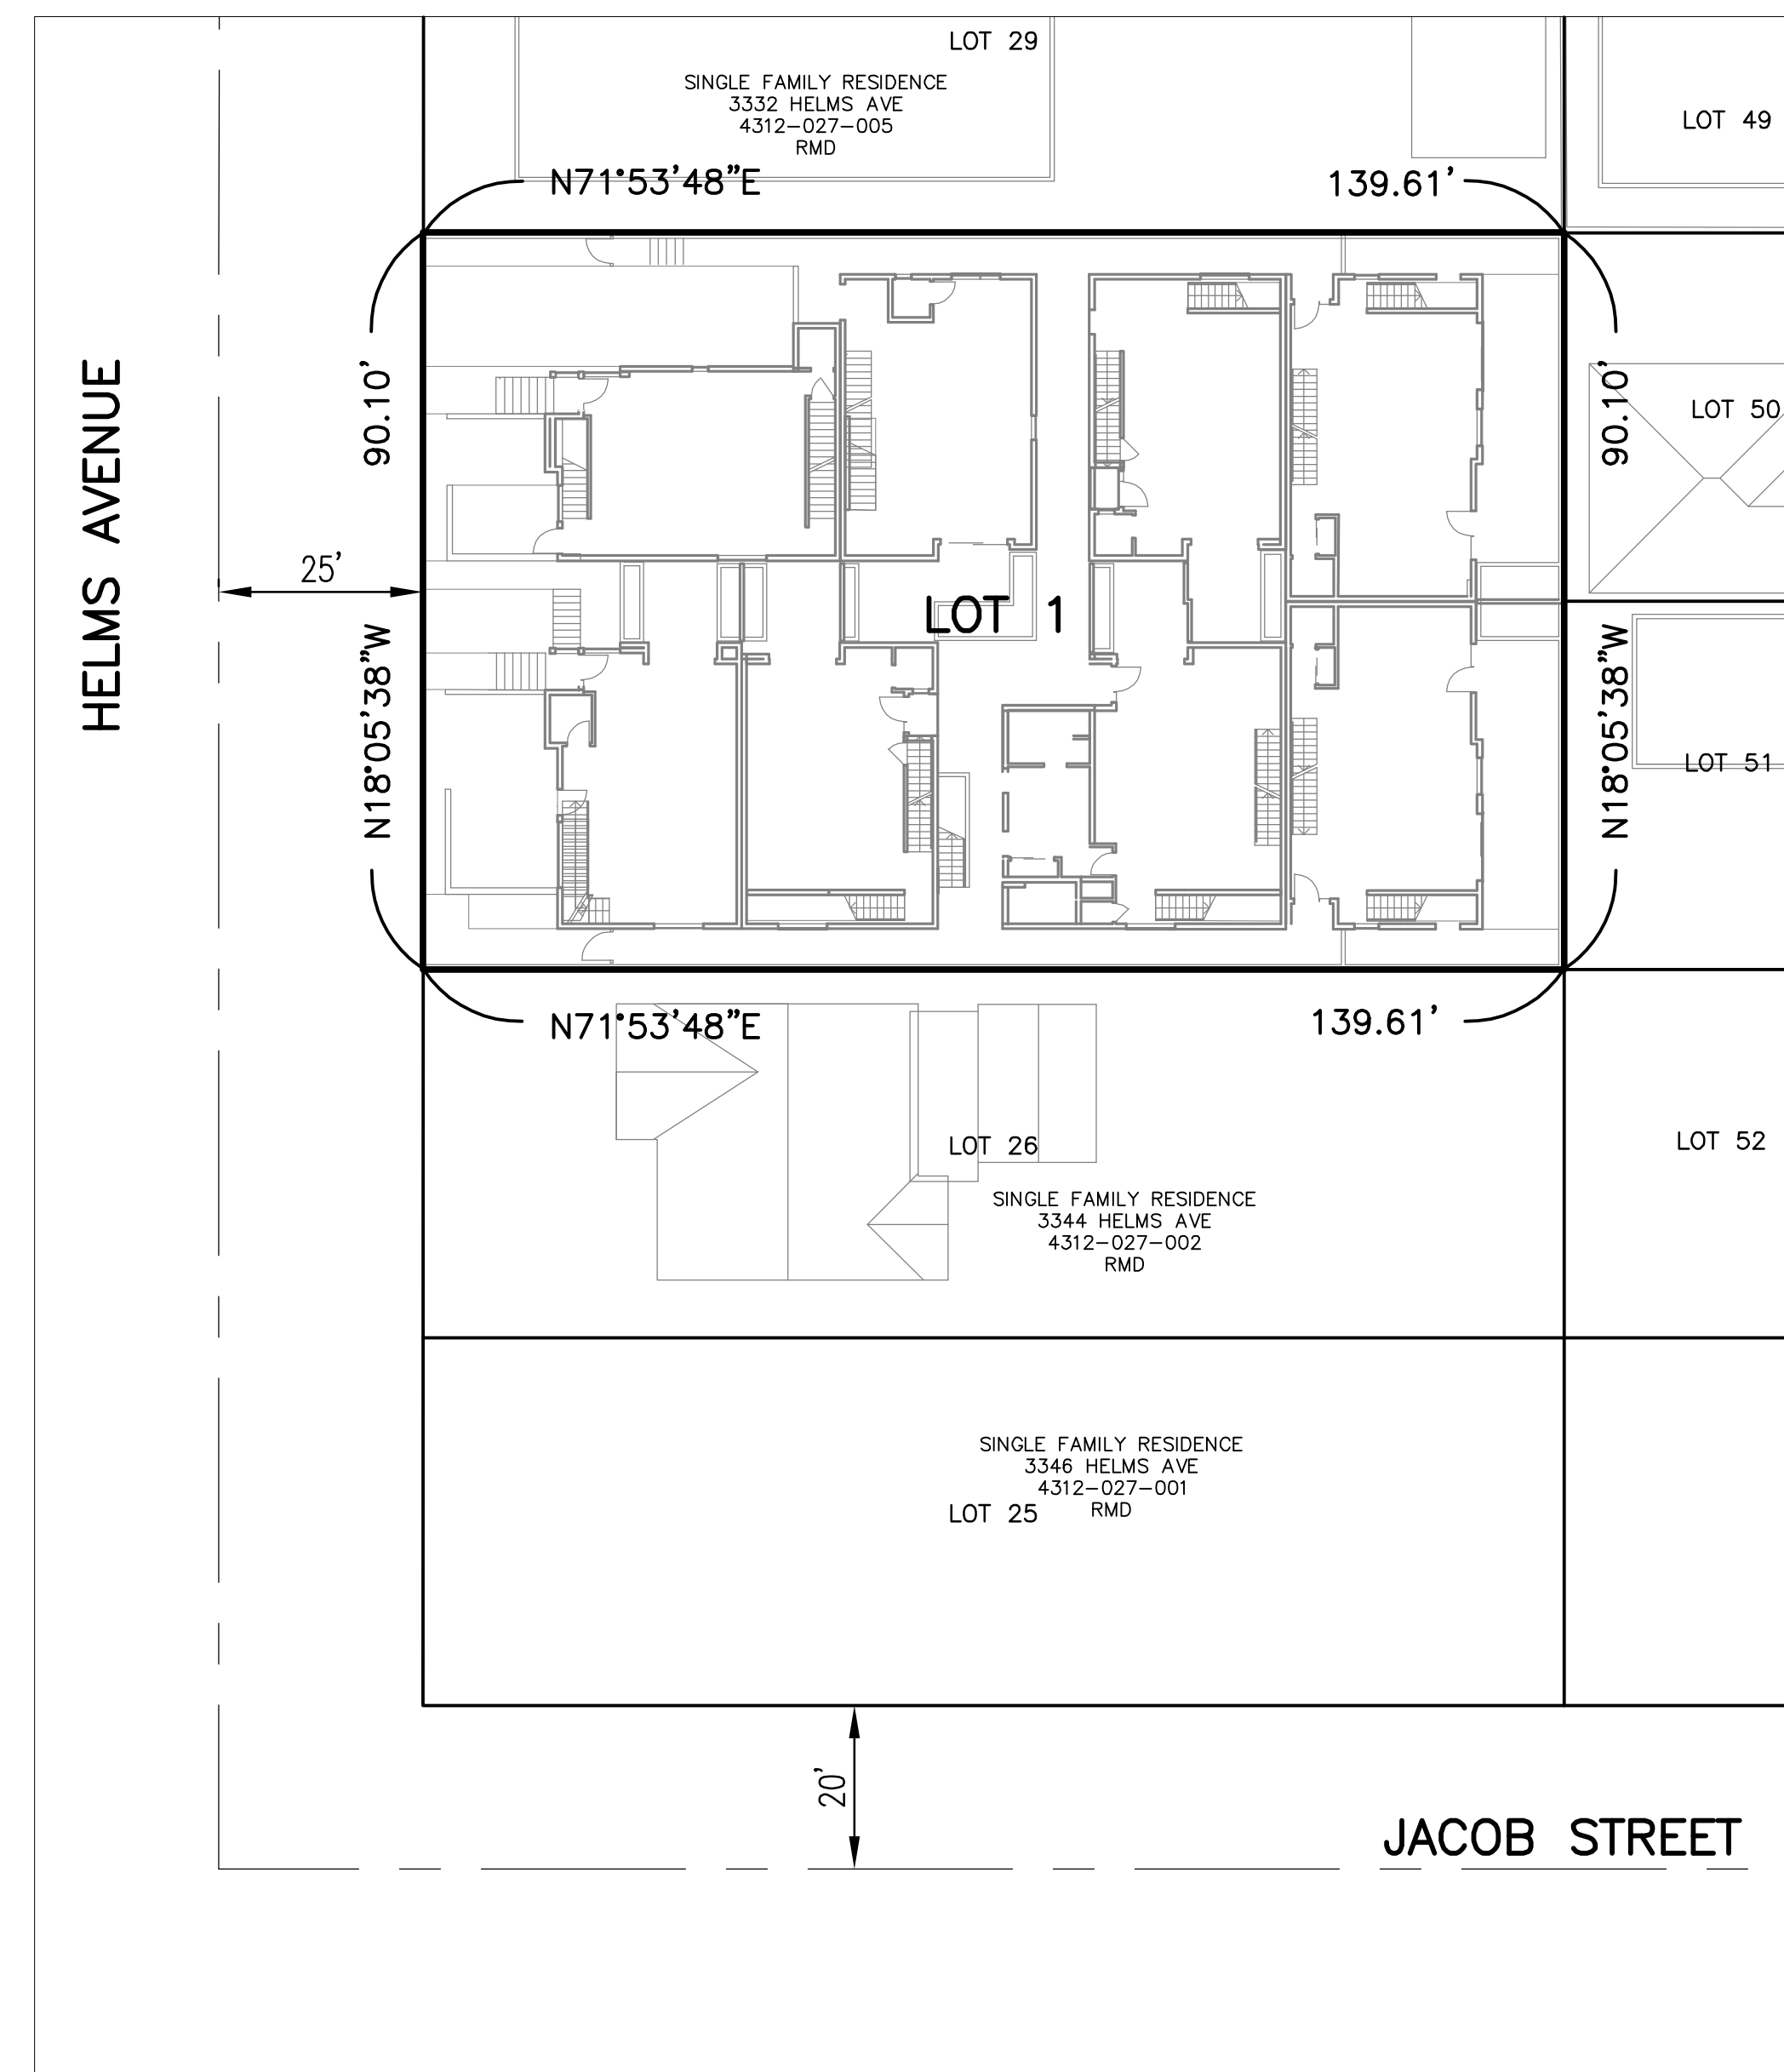 LOT 29
SINGLE FAMILY RESIDENCE
3332 HELMS AVE
4312-027-005
RMD
LOT 49
N71°53'48"E
139.61'
HELMS AVENUE
90.10'
90.10'
LOT 50
25'
LOT 1
N18°05'38"W
N18°05'38"W
LOT 51
N71°53'48"E
139.61'
LOT 26
LOT 52
SINGLE FAMILY RESIDENCE
3344 HELMS AVE
4312-027-002
RMD
SINGLE FAMILY RESIDENCE
3346 HELMS AVE
4312-027-001
RMD
LOT 25
20'
JACOB STREET